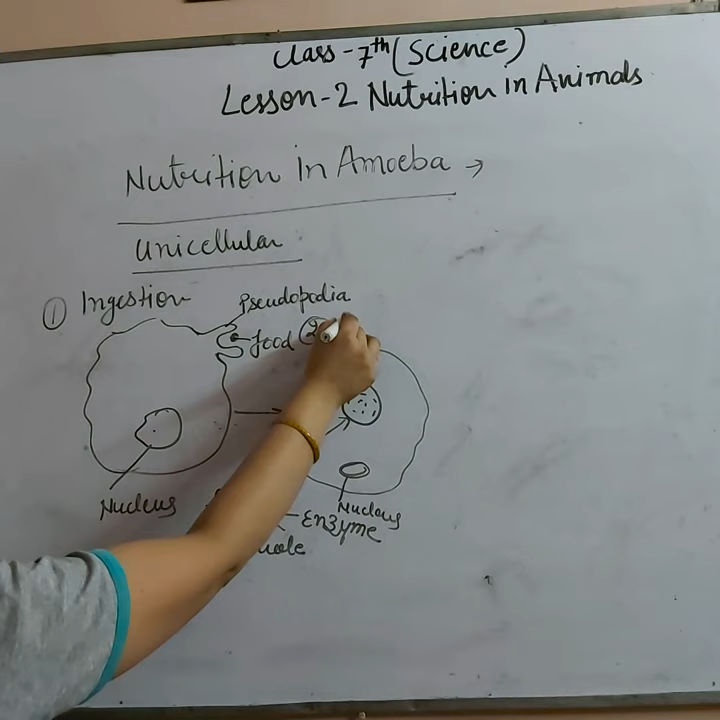 Class - 7th (Science)
Lesson - 2 Nutrition in Animals
Nutrition in Amoeba →
Unicellular
① Ingestion
Pseudopodia
food
②
Nucleus
Nucleus
Enzyme